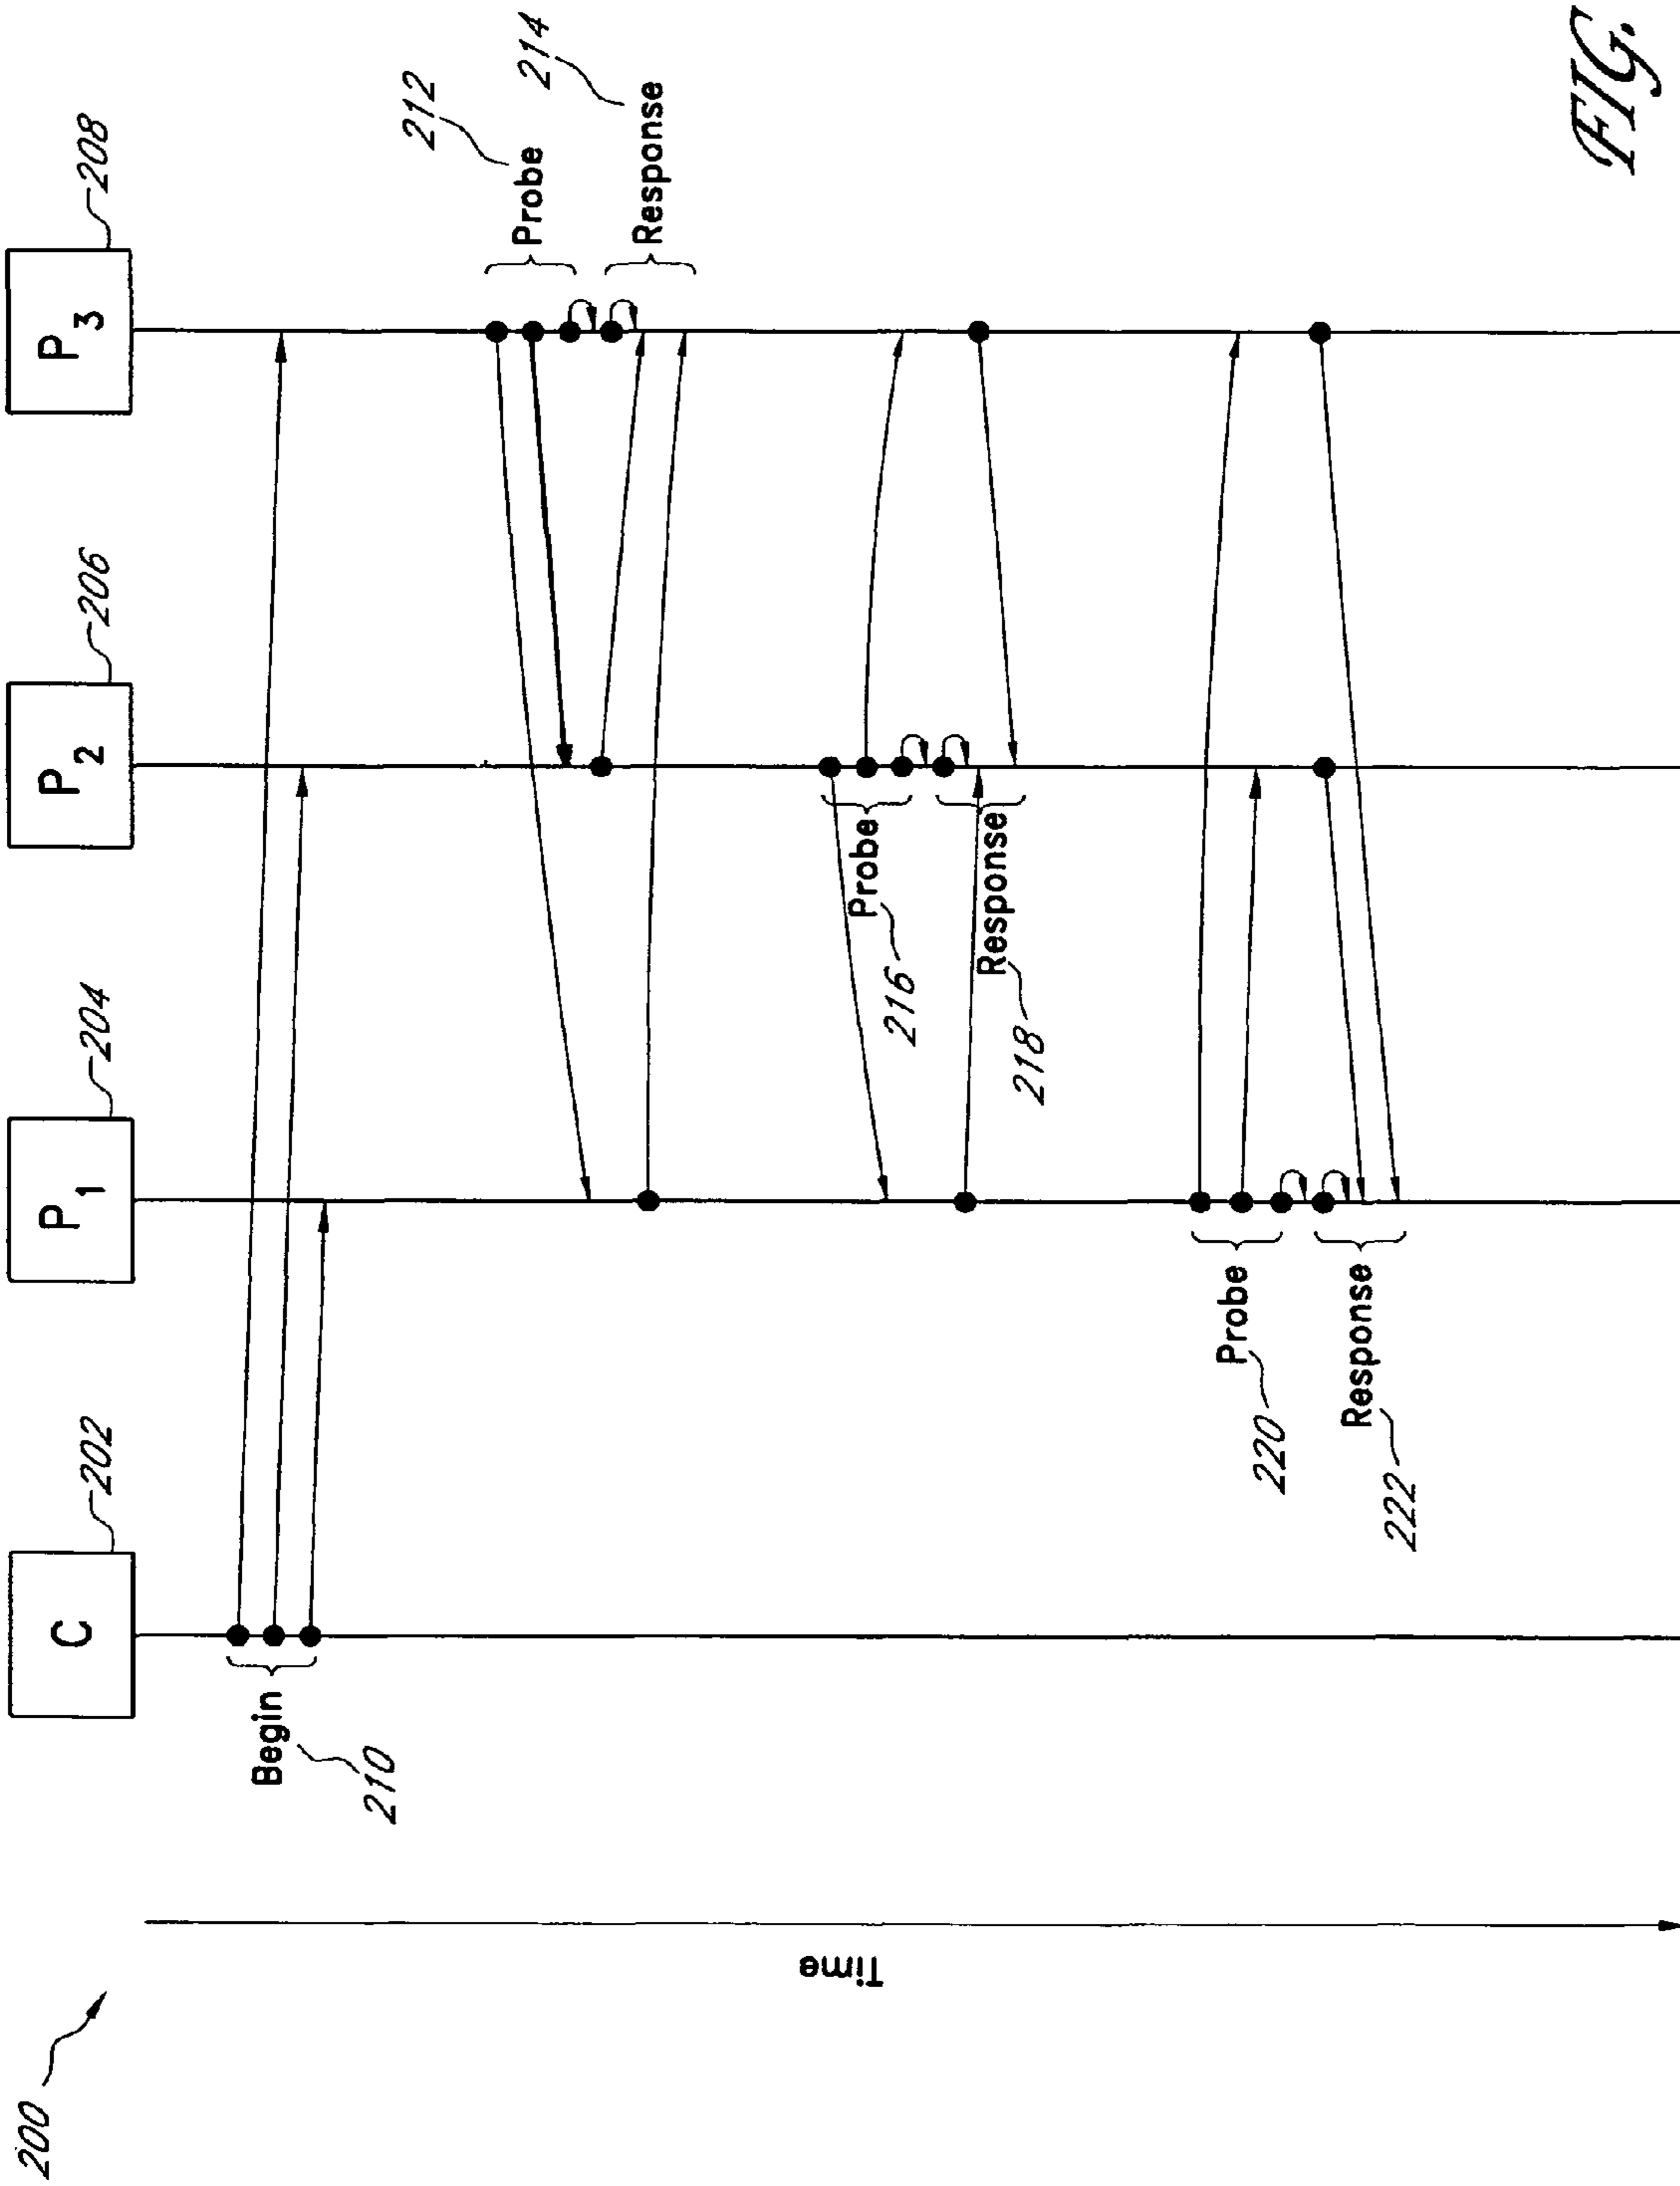 200
C
202
P1
204
P2
206
P3
208
Begin
210
Probe
212
Response
214
Probe
216
Response
218
Probe
220
Response
222
Time
FIG.